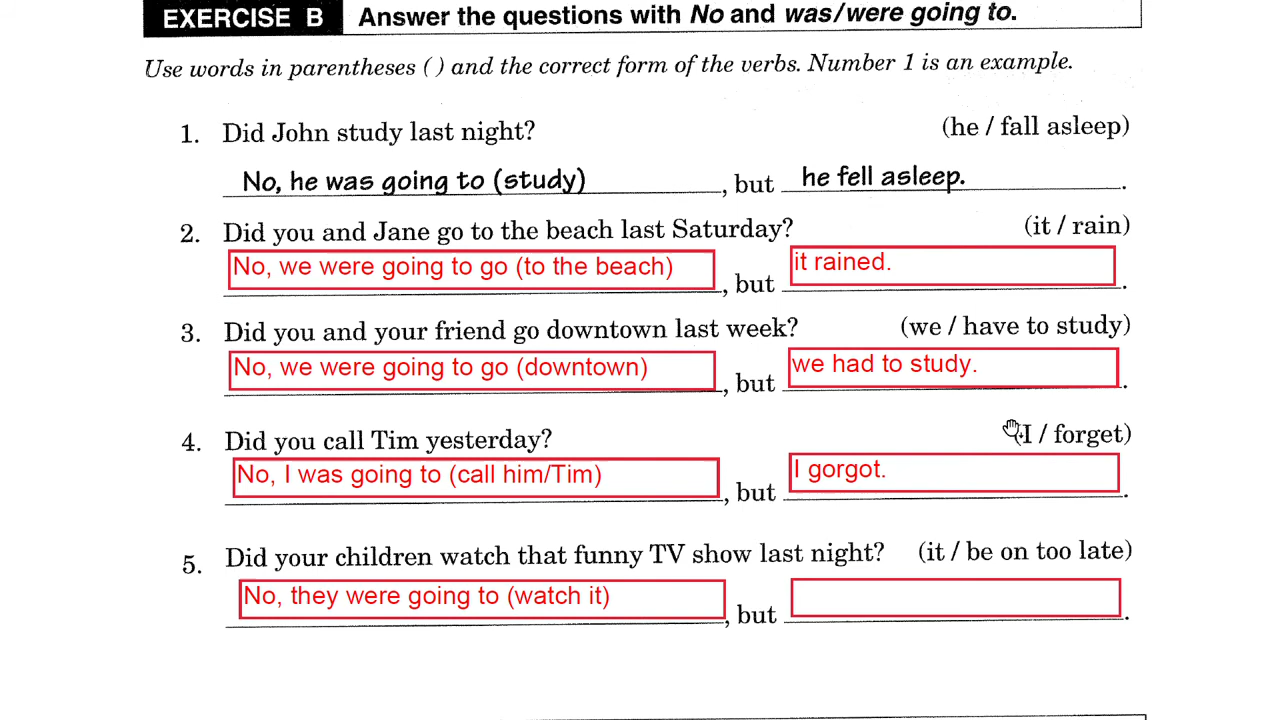 EXERCISE B Answer the questions with No and was/were going to.
Use words in parentheses ( ) and the correct form of the verbs. Number 1 is an example.
1. Did John study last night? (he / fall asleep)
No, he was going to (study) , but he fell asleep. .
2. Did you and Jane go to the beach last Saturday? (it / rain)
No, we were going to go (to the beach) , but it rained. .
3. Did you and your friend go downtown last week? (we / have to study)
No, we were going to go (downtown) , but we had to study. .
4. Did you call Tim yesterday? I / forget)
No, I was going to (call him/Tim) , but I gorgot. .
5. Did your children watch that funny TV show last night? (it / be on too late)
No, they were going to (watch it) , but .